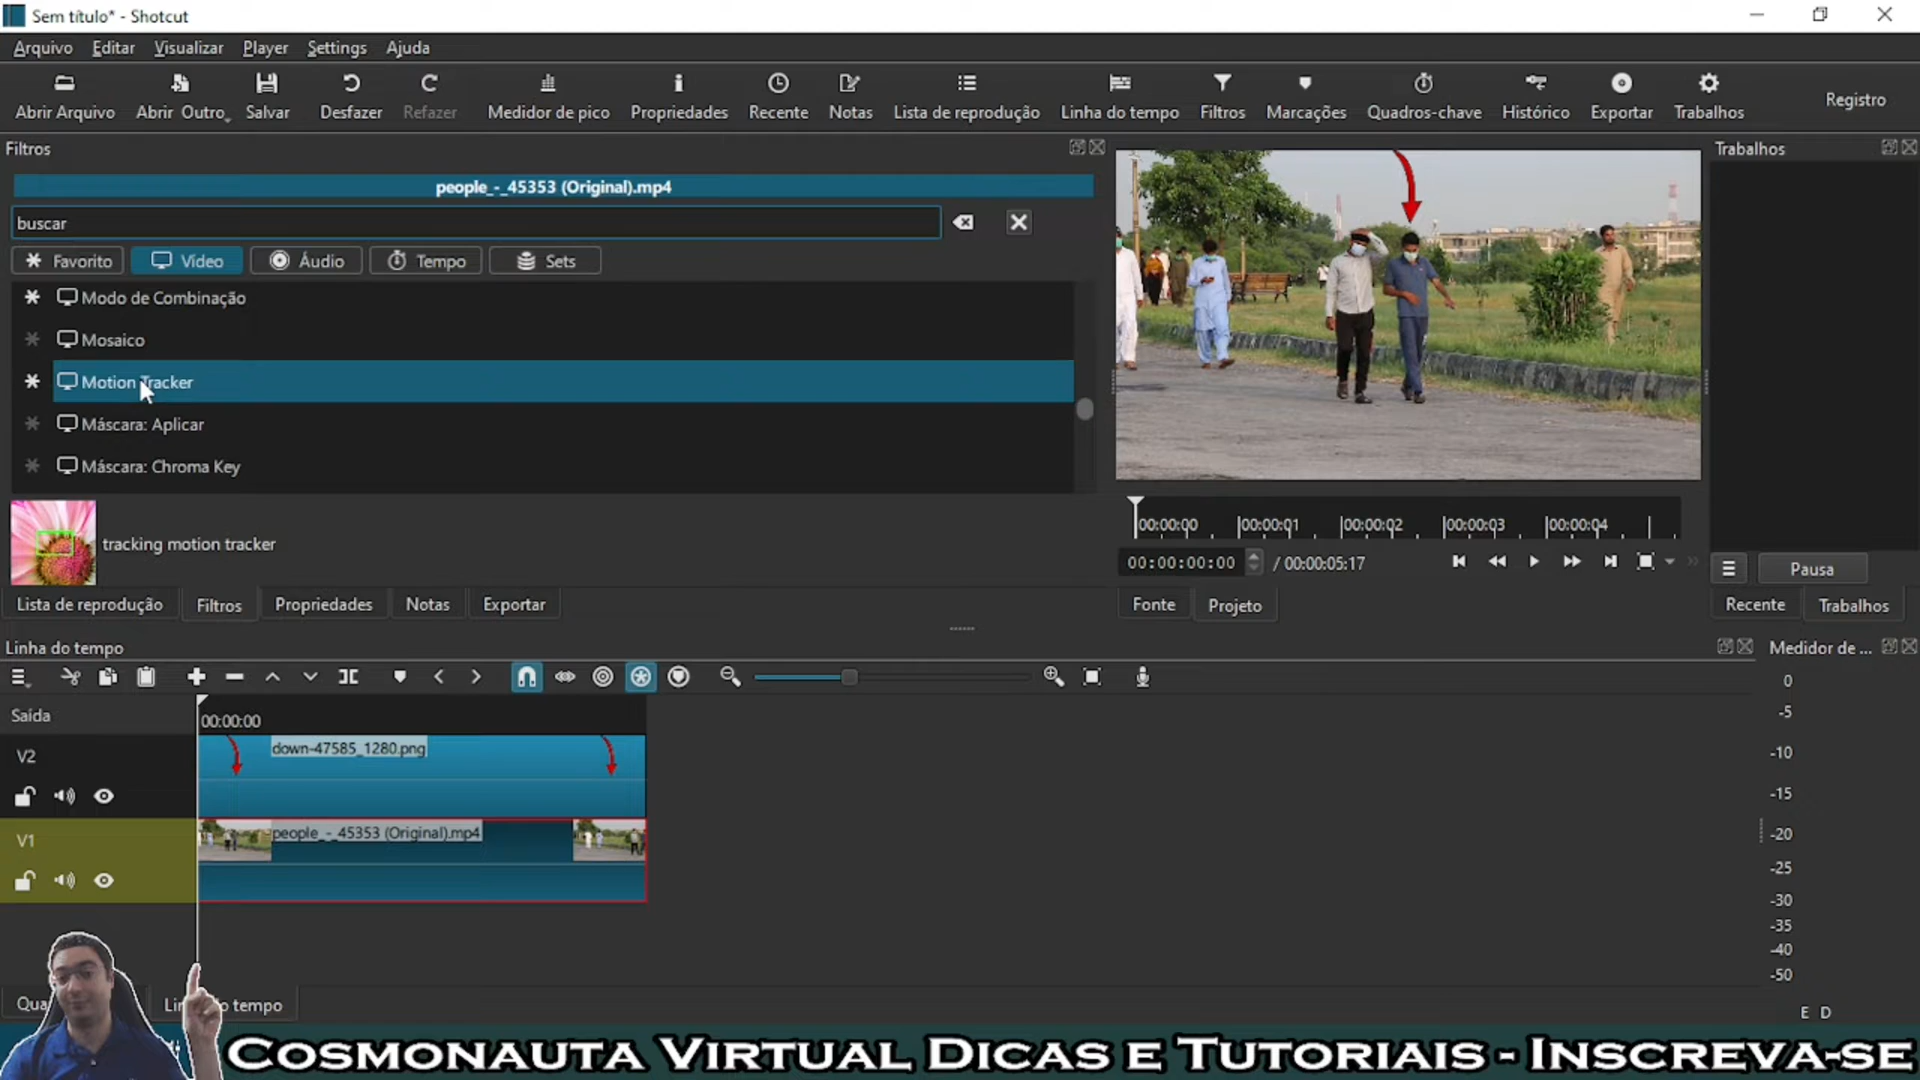 Sem título* - Shotcut
Arquivo Editar Visualizar Player Settings Ajuda
Abrir Arquivo Abrir Outro Salvar Desfazer Refazer Medidor de pico Propriedades Recente Notas Lista de reprodução Linha do tempo Filtros Marcações Quadros-chave Histórico Exportar Trabalhos Registro
Filtros
Trabalhos
people_-_45353 (Original).mp4
buscar
Favorito Vídeo Áudio Tempo Sets
Modo de Combinação
Mosaico
Motion Tracker
Máscara: Aplicar
Máscara: Chroma Key
tracking motion tracker
00:00:00 00:00:01 00:00:02 00:00:03 00:00:04
00:00:00:00 / 00:00:05:17
Pausa
Lista de reprodução Filtros Propriedades Notas Exportar
Fonte Projeto
Recente Trabalhos
Linha do tempo
Medidor de ...
Saída
00:00:00
V2
down-47585_1280.png
V1
people_-_45353 (Original).mp4
0
-5
-10
-15
-20
-25
-30
-35
-40
-50
E D
tempo
COSMONAUTA VIRTUAL DICAS E TUTORIAIS - INSCREVA-SE